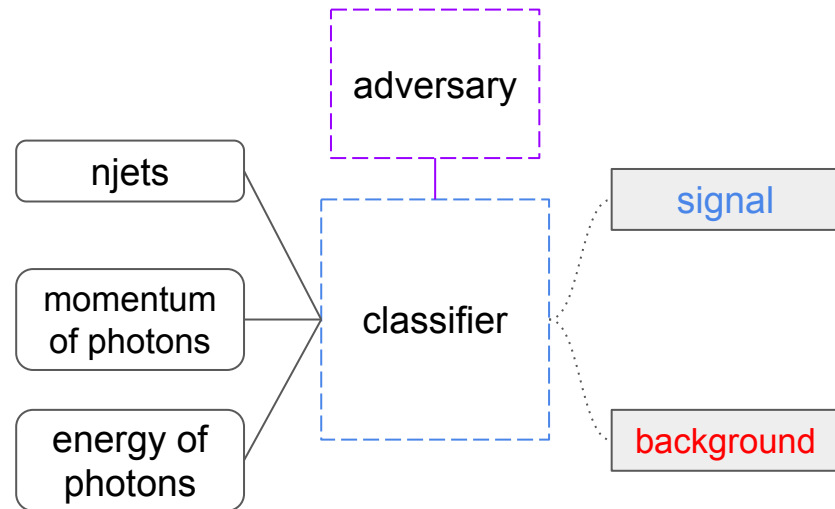 adversary
njets
momentum
of photons
energy of
photons
classifier
signal
background